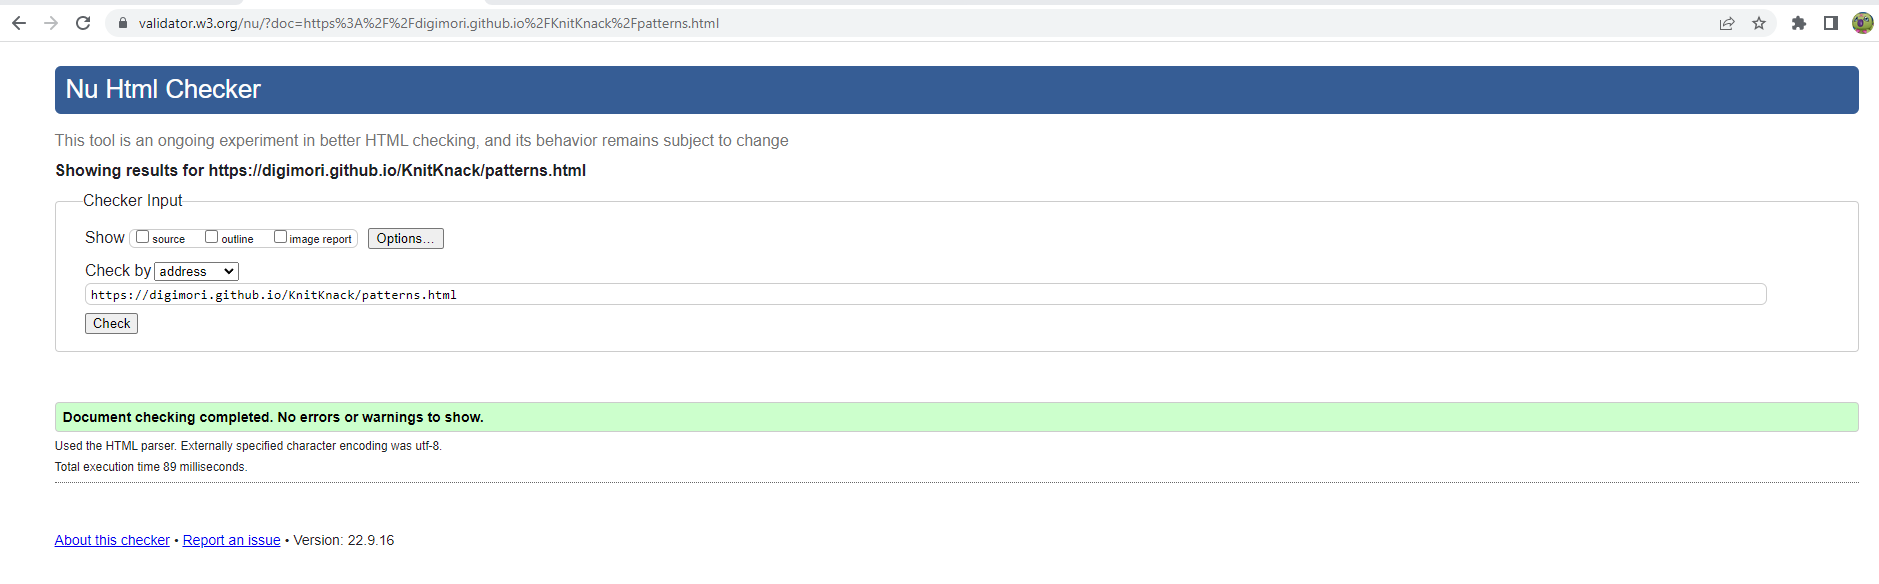 validator.w3.org/nu/?doc=https%3A%2F%2Fdigimori.github.io%2FKnitKnack%2Fpatterns.html
Nu Html Checker
This tool is an ongoing experiment in better HTML checking, and its behavior remains subject to change
Showing results for https://digimori.github.io/KnitKnack/patterns.html
Checker Input
Show source outline image report Options...
Check by address
https://digimori.github.io/KnitKnack/patterns.html
Check
Document checking completed. No errors or warnings to show.
Used the HTML parser. Externally specified character encoding was utf-8.
Total execution time 89 milliseconds.
About this checker • Report an issue • Version: 22.9.16